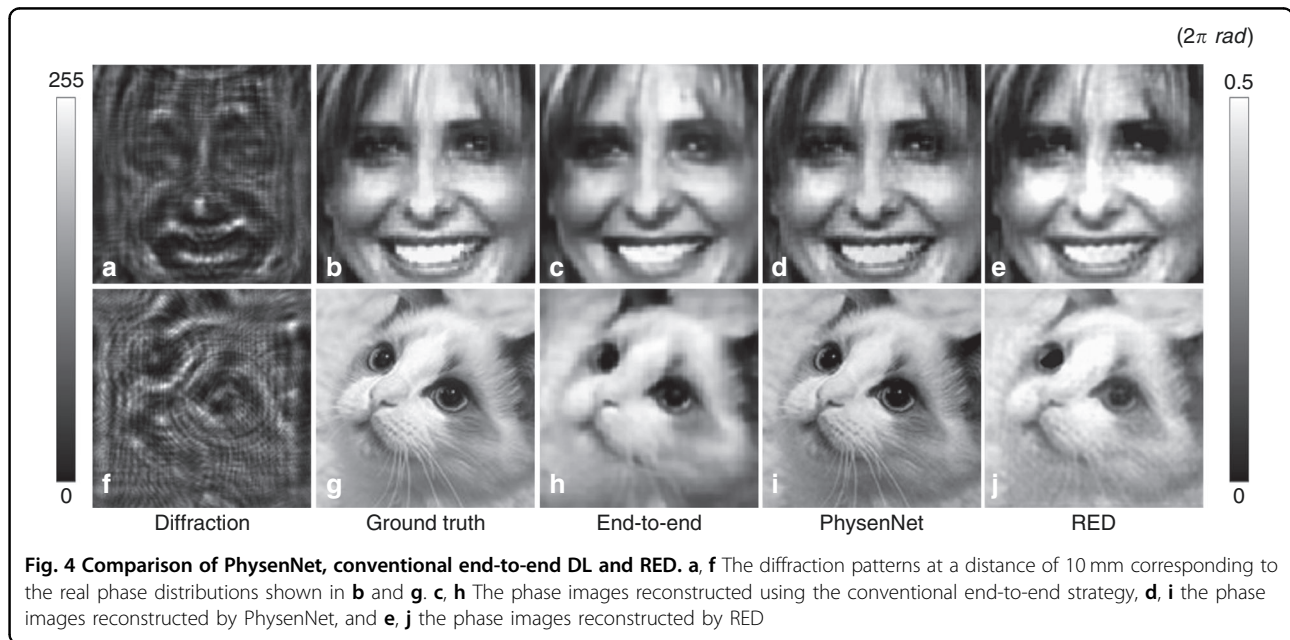 (2π rad)
255
0
0.5
0
a
b
c
d
e
f
g
h
i
j
Diffraction
Ground truth
End-to-end
PhysenNet
RED
Fig. 4 Comparison of PhysenNet, conventional end-to-end DL and RED. a, f The diffraction patterns at a distance of 10 mm corresponding to
the real phase distributions shown in b and g. c, h The phase images reconstructed using the conventional end-to-end strategy, d, i the phase
images reconstructed by PhysenNet, and e, j the phase images reconstructed by RED